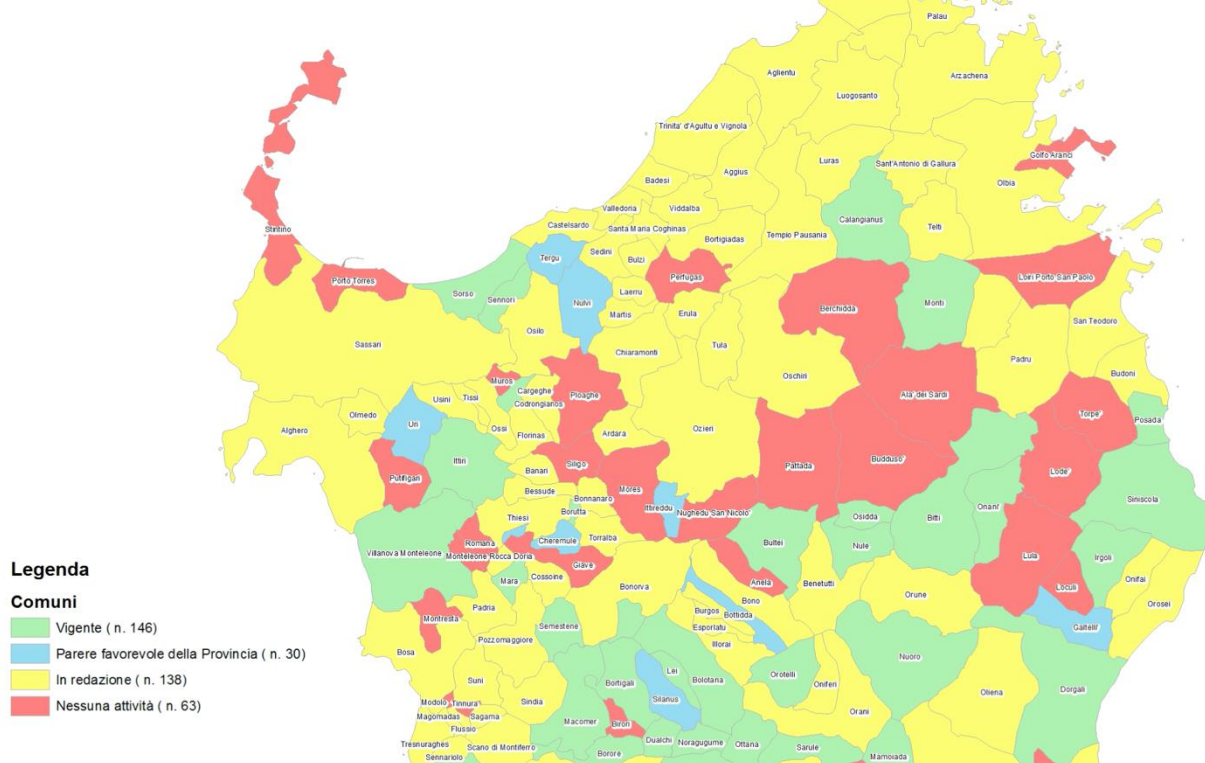 Palau
Aglientu
Arzachena
Luogosanto
Trinita' d'Agultu e Vignola
Golfo Aranci
Luras
Sant'Antonio di Gallura
Aggius
Badesi
Olbia
Valledoria
Viddalba
Castelsardo
Calangianus
Telti
Santa Maria Coghinas
Stintino
Tempio Pausania
Bortigiadas
Sedini
Tergu
Bulzi
Perfugas
Loiri Porto San Paolo
Porto Torres
Sorso
Laerru
Sennori
Nulvi
Monti
Berchidda
Martis
Erula
San Teodoro
Osilo
Sassari
Tula
Chiaramonti
Padru
Oschiri
Budoni
Muros
Cargeghe
Ploaghe
Ala' dei Sardi
Usini
Tissi
Codrongianos
Olmedo
Torpe'
Posada
Uri
Alghero
Ossi
Florinas
Ardara
Ozieri
Ittiri
Siligo
Pattada
Budduso'
Banari
Lode'
Putifigari
Mores
Bessude
Bonnanaro
Siniscola
Ittireddu
Onani'
Borutta
Nughedu San Nicolo'
Thiesi
Osidda
Bitti
Cheremule
Torralba
Romana
Bultei
Nule
Villanova Monteleone
Monteleone Rocca Doria
Lula
Irgoli
Giave
Mara
Cossoine
Anela
Benetutti
Onifai
Bonorva
Loculi
Orune
Bono
Orosei
Padria
Burgos
Bottidda
Montresta
Semestene
Esporlatu
Galtelli'
Pozzomaggiore
Illorai
Bosa
Nuoro
Lei
Orotelli
Suni
Bortigali
Bolotana
Oniferi
Oliena
Dorgali
Silanus
Modolo
Tinnura
Sindia
Orani
Magomadas
Sagama
Macomer
Birori
Flussio
Dualchi
Noragugume
Ottana
Tresnuraghes
Scano di Montiferro
Sarule
Borore
Sennariolo
Mamoiada
Legenda
Comuni
Vigente ( n. 146)
Parere favorevole della Provincia ( n. 30)
In redazione ( n. 138)
Nessuna attività ( n. 63)